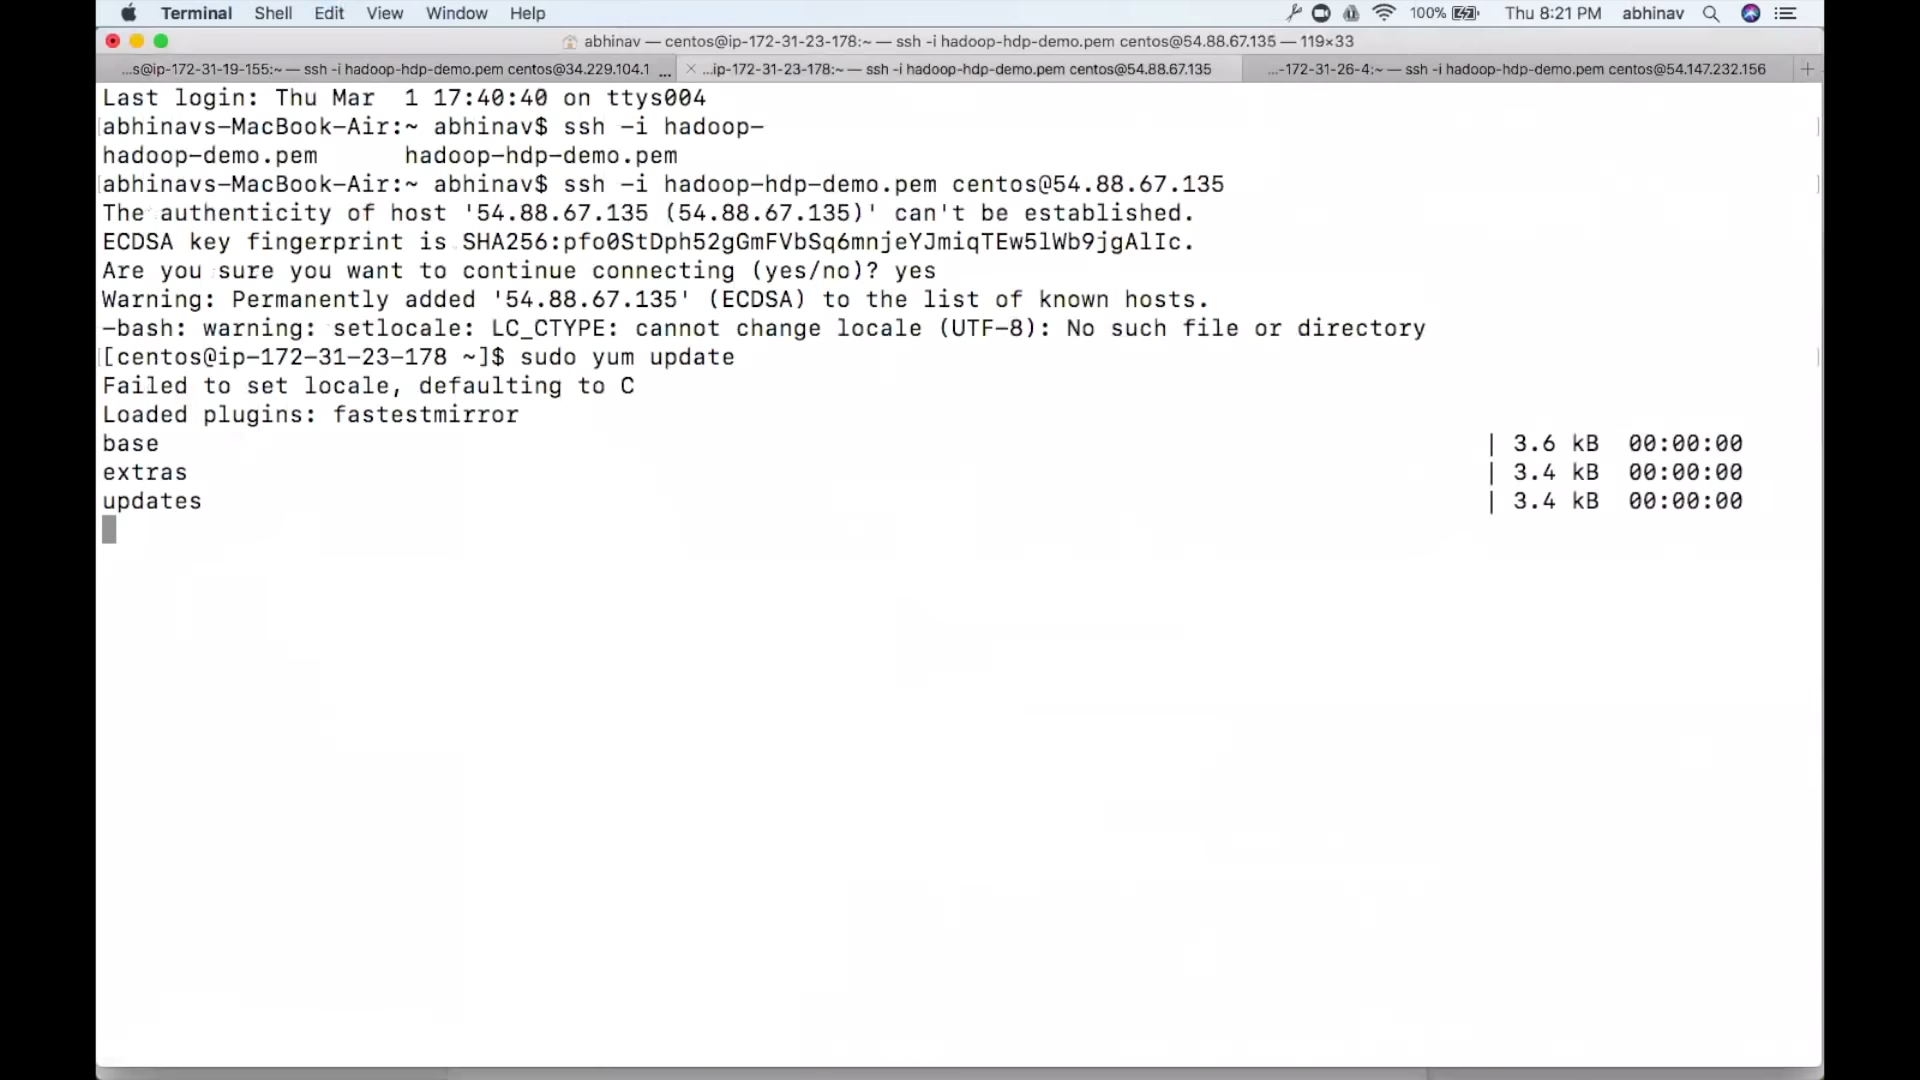 Terminal Shell Edit View Window Help 100% Thu 8:21 PM abhinav
abhinav — centos@ip-172-31-23-178:~ — ssh -i hadoop-hdp-demo.pem centos@54.88.67.135 — 119×33
...s@ip-172-31-19-155:~ — ssh -i hadoop-hdp-demo.pem centos@34.229.104.1 ... ...ip-172-31-23-178:~ — ssh -i hadoop-hdp-demo.pem centos@54.88.67.135 ...-172-31-26-4:~ — ssh -i hadoop-hdp-demo.pem centos@54.147.232.156
Last login: Thu Mar  1 17:40:40 on ttys004
[abhinavs-MacBook-Air:~ abhinav$ ssh -i hadoop- ]
hadoop-demo.pem      hadoop-hdp-demo.pem
[abhinavs-MacBook-Air:~ abhinav$ ssh -i hadoop-hdp-demo.pem centos@54.88.67.135 ]
The authenticity of host '54.88.67.135 (54.88.67.135)' can't be established.
ECDSA key fingerprint is SHA256:pfo0StDph52gGmFVbSq6mnjeYJmiqTEw5lWb9jgAlIc.
Are you sure you want to continue connecting (yes/no)? yes
Warning: Permanently added '54.88.67.135' (ECDSA) to the list of known hosts.
-bash: warning: setlocale: LC_CTYPE: cannot change locale (UTF-8): No such file or directory
[[centos@ip-172-31-23-178 ~]$ sudo yum update ]
Failed to set locale, defaulting to C
Loaded plugins: fastestmirror
base | 3.6 kB  00:00:00
extras | 3.4 kB  00:00:00
updates | 3.4 kB  00:00:00